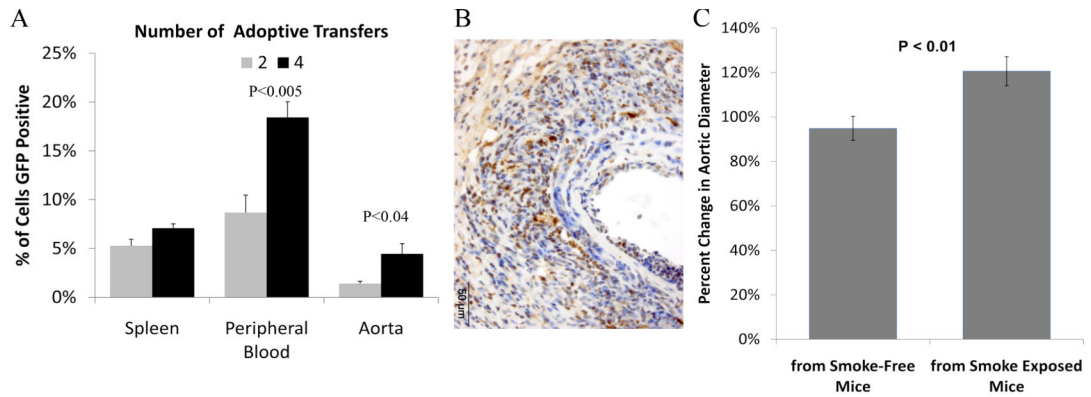 A
Number of Adoptive Transfers
2 4
P<0.005
P<0.04
25%
20%
15%
10%
5%
0%
% of Cells GFP Positive
Spleen
Peripheral
Blood
Aorta
B
50 µm
C
P < 0.01
140%
120%
100%
80%
60%
40%
20%
0%
Percent Change in Aortic Diameter
from Smoke-Free
Mice
from Smoke Exposed
Mice